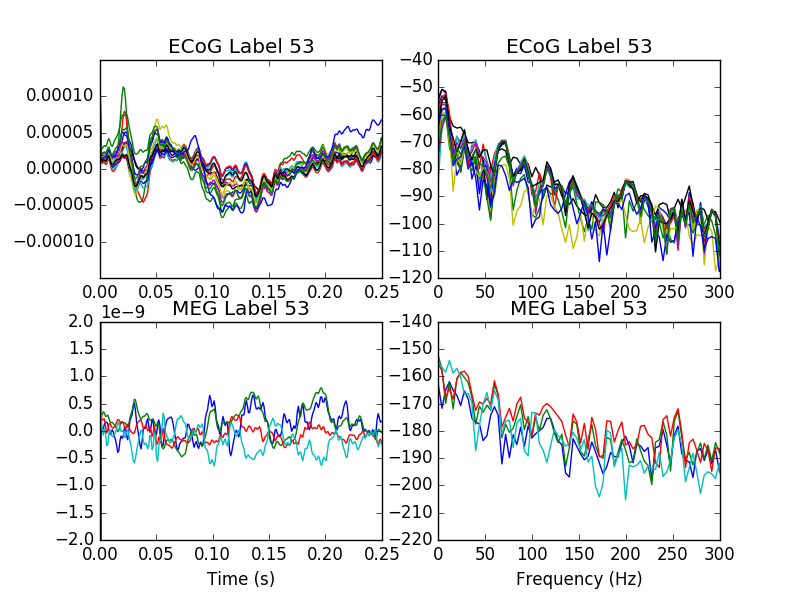 ECoG Label 53
0.00010
0.00005
0.00000
−0.00005
−0.00010
0.00 0.05 0.10 0.15 0.20 0.25
ECoG Label 53
−40
−50
−60
−70
−80
−90
−100
−110
−120
0 50 100 150 200 250 300
MEG Label 53
1e−9
2.0
1.5
1.0
0.5
0.0
−0.5
−1.0
−1.5
−2.0
0.00 0.05 0.10 0.15 0.20 0.25
Time (s)
MEG Label 53
−140
−150
−160
−170
−180
−190
−200
−210
−220
0 50 100 150 200 250 300
Frequency (Hz)